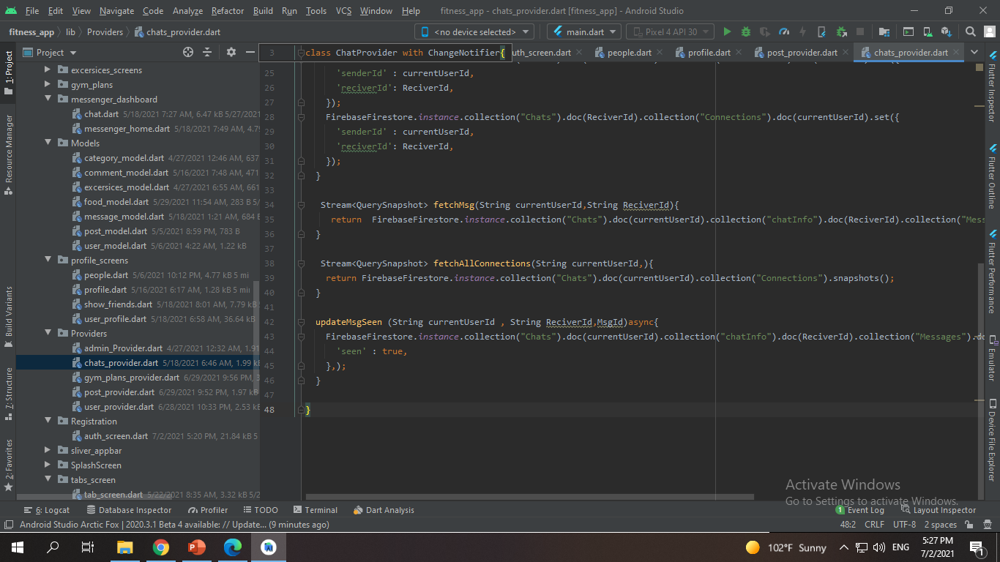 File Edit View Navigate Code Analyze Refactor Build Run Tools VCS Window Help fitness_app - chats_provider.dart [fitness_app] - Android Studio
fitness_app lib Providers chats_provider.dart <no device selected> main.dart Pixel 4 API 30
Project
3 class ChatProvider with ChangeNotifier{
uth_screen.dart people.dart profile.dart post_provider.dart chats_provider.dart
1: Project
Resource Manager
Build Variants
7: Structure
2: Favorites
excersices_screens
gym_plans
messenger_dashboard
chat.dart 5/18/2021 7:27 AM, 6.47 kB 5/27/2021
messenger_home.dart 5/18/2021 7:49 AM, 4.79
Models
category_model.dart 4/27/2021 12:46 AM, 637
comment_model.dart 5/16/2021 7:48 AM, 471
excersices_model.dart 4/27/2021 6:55 AM, 661
food_model.dart 5/29/2021 11:54 AM, 283 B 5/
message_model.dart 5/18/2021 1:21 AM, 684 B
post_model.dart 5/5/2021 8:59 PM, 783 B
user_model.dart 5/6/2021 4:22 AM, 1.22 kB
profile_screens
people.dart 5/6/2021 10:12 PM, 4.77 kB 5 mi
profile.dart 5/16/2021 6:17 AM, 1.28 kB 5 mi
show_friends.dart 5/18/2021 8:01 AM, 7.79 kB
user_profile.dart 5/18/2021 6:58 AM, 36.64 kB
Providers
admin_Provider.dart 4/27/2021 12:32 AM, 1.91
chats_provider.dart 5/18/2021 6:46 AM, 1.99 kB
gym_plans_provider.dart 6/29/2021 9:56 PM, 3
post_provider.dart 6/29/2021 9:52 PM, 1.97 kB
user_provider.dart 6/28/2021 10:33 PM, 2.53 kB
Registration
auth_screen.dart 7/2/2021 5:20 PM, 21.84 kB 5
sliver_appbar
SplashScreen
tabs_screen
tab_screen.dart 5/22/2021 8:35 AM, 3.32 kB 5/2
25 'senderId' : currentUserId,
26 'reciverId': ReciverId,
27 });
28 FirebaseFirestore.instance.collection("Chats").doc(ReciverId).collection("Connections").doc(currentUserId).set({
29 'senderId' : currentUserId,
30 'reciverId': ReciverId,
31 });
32 }
33
34 Stream<QuerySnapshot> fetchMsg(String currentUserId,String ReciverId){
35 return FirebaseFirestore.instance.collection("Chats").doc(currentUserId).collection("chatInfo").doc(ReciverId).collection("Mess
36 }
37
38 Stream<QuerySnapshot> fetchAllConnections(String currentUserId,){
39 return FirebaseFirestore.instance.collection("Chats").doc(currentUserId).collection("Connections").snapshots();
40 }
41
42 updateMsgSeen (String currentUserId , String ReciverId,MsgId)async{
43 FirebaseFirestore.instance.collection("Chats").doc(currentUserId).collection("chatInfo").doc(ReciverId).collection("Messages").do
44 'seen' : true,
45 },);
46 }
47
48 }
Flutter Inspector
Flutter Outline
Flutter Performance
Emulator
Device File Explorer
Activate Windows
Go to Settings to activate Windows.
6: Logcat Database Inspector Profiler TODO Terminal Dart Analysis 1 Event Log Layout Inspector
Android Studio Arctic Fox | 2020.3.1 Beta 4 available: // Update... (9 minutes ago) 48:2 CRLF UTF-8 2 spaces
102°F Sunny ENG 5:27 PM
7/2/2021
1